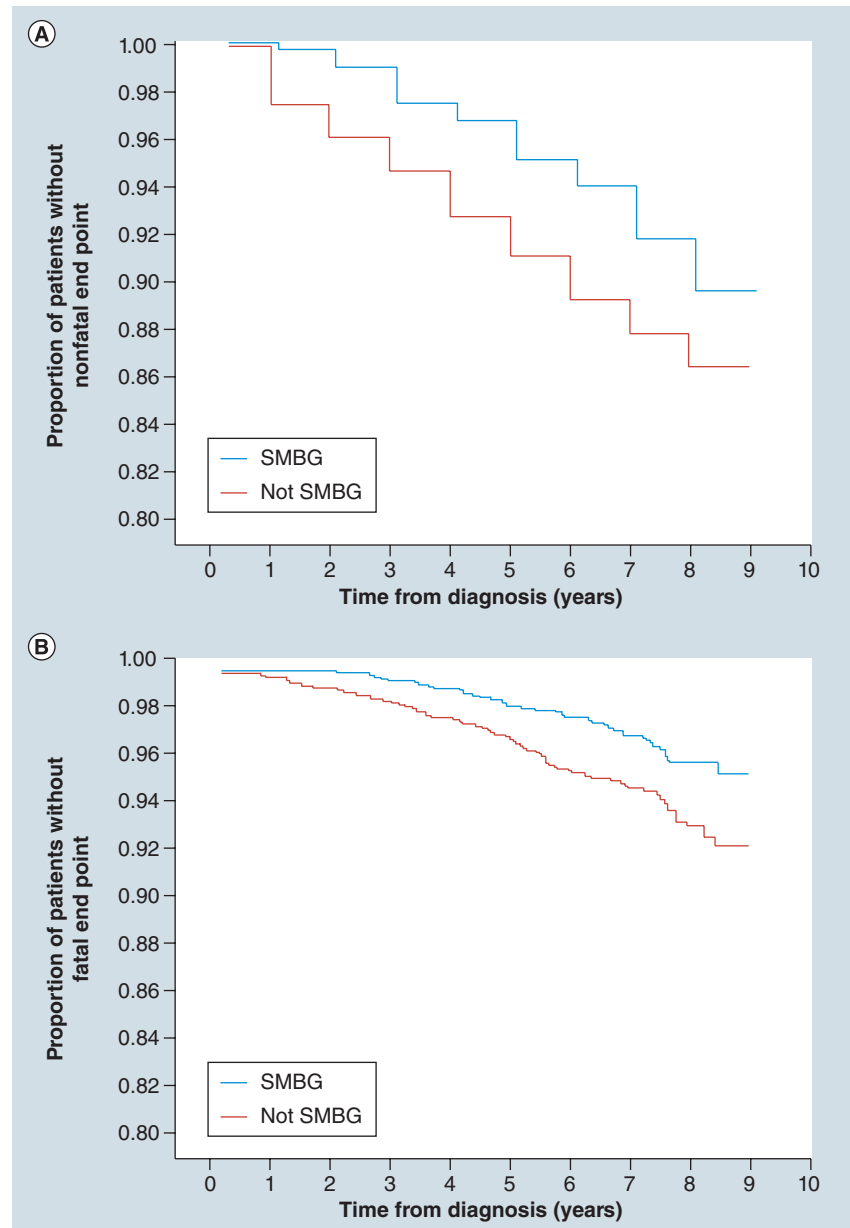 A
Proportion of patients without
nonfatal end point
1.00
0.98
0.96
0.94
0.92
0.90
0.88
0.86
0.84
0.82
0.80
SMBG
Not SMBG
0 1 2 3 4 5 6 7 8 9 10
Time from diagnosis (years)
B
Proportion of patients without
fatal end point
1.00
0.98
0.96
0.94
0.92
0.90
0.88
0.86
0.84
0.82
0.80
SMBG
Not SMBG
0 1 2 3 4 5 6 7 8 9 10
Time from diagnosis (years)